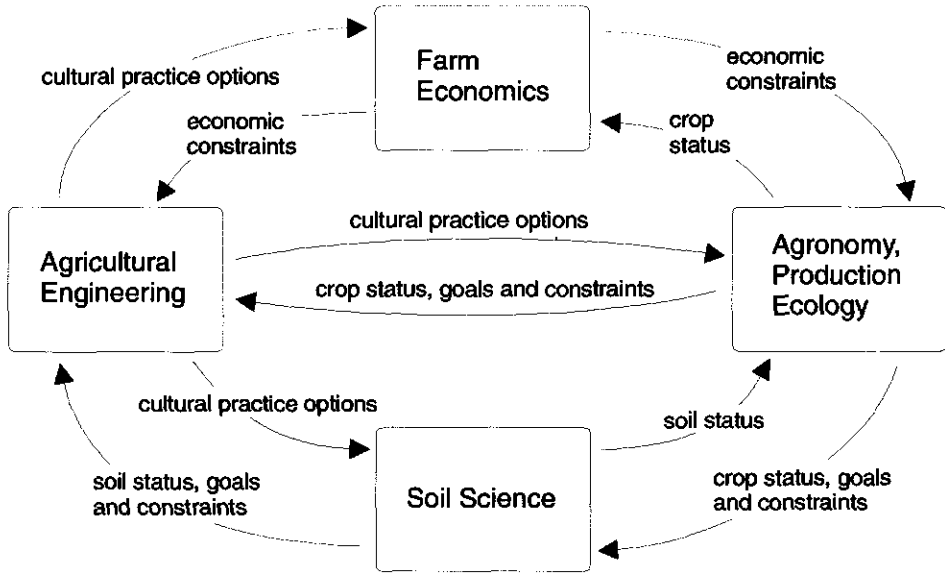 Farm
Economics
cultural practice options
economic
constraints
economic
constraints
crop
status
Agricultural
Engineering
cultural practice options
crop status, goals and constraints
Agronomy,
Production
Ecology
cultural practice options
soil status
soil status, goals
and constraints
Soil Science
crop status, goals
and constraints